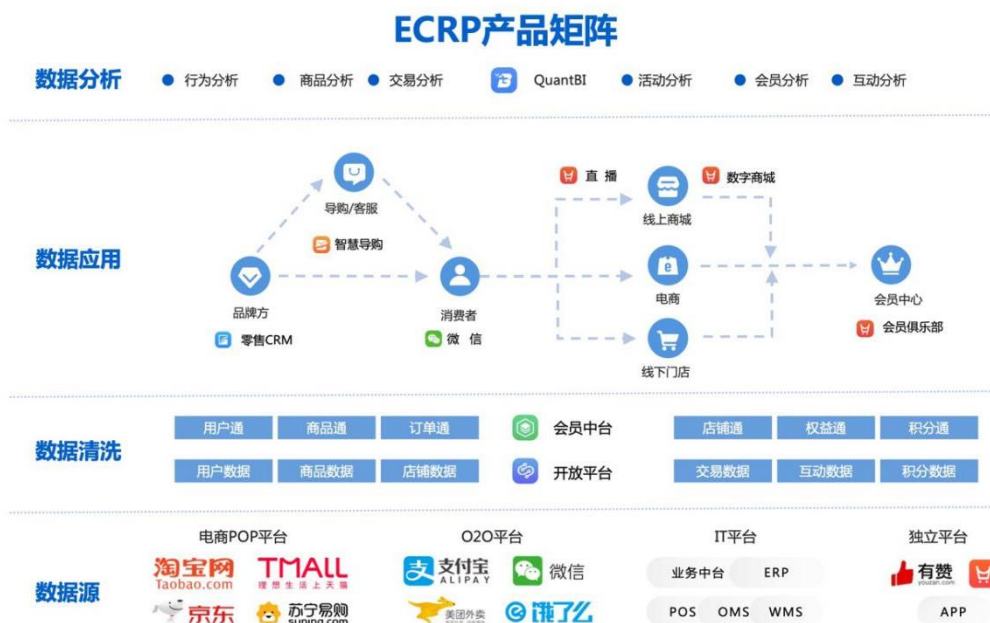 ECRP产品矩阵
数据分析
行为分析
商品分析
交易分析
QuantBI
活动分析
会员分析
互动分析
数据应用
导购/客服
智慧导购
品牌方
零售CRM
消费者
微 信
直 播
线上商城
数字商城
电商
线下门店
会员中心
会员俱乐部
数据清洗
用户通
商品通
订单通
会员中台
店铺通
权益通
积分通
用户数据
商品数据
店铺数据
开放平台
交易数据
互动数据
积分数据
数据源
电商POP平台
O2O平台
IT平台
独立平台
淘宝网
Taobao.com
TMALL
理想生活上天猫
支付宝
ALIPAY
微信
业务中台
ERP
有赞
youzan.com
京东
苏宁易购
suning.com
美团外卖
饿了么
POS
OMS
WMS
APP